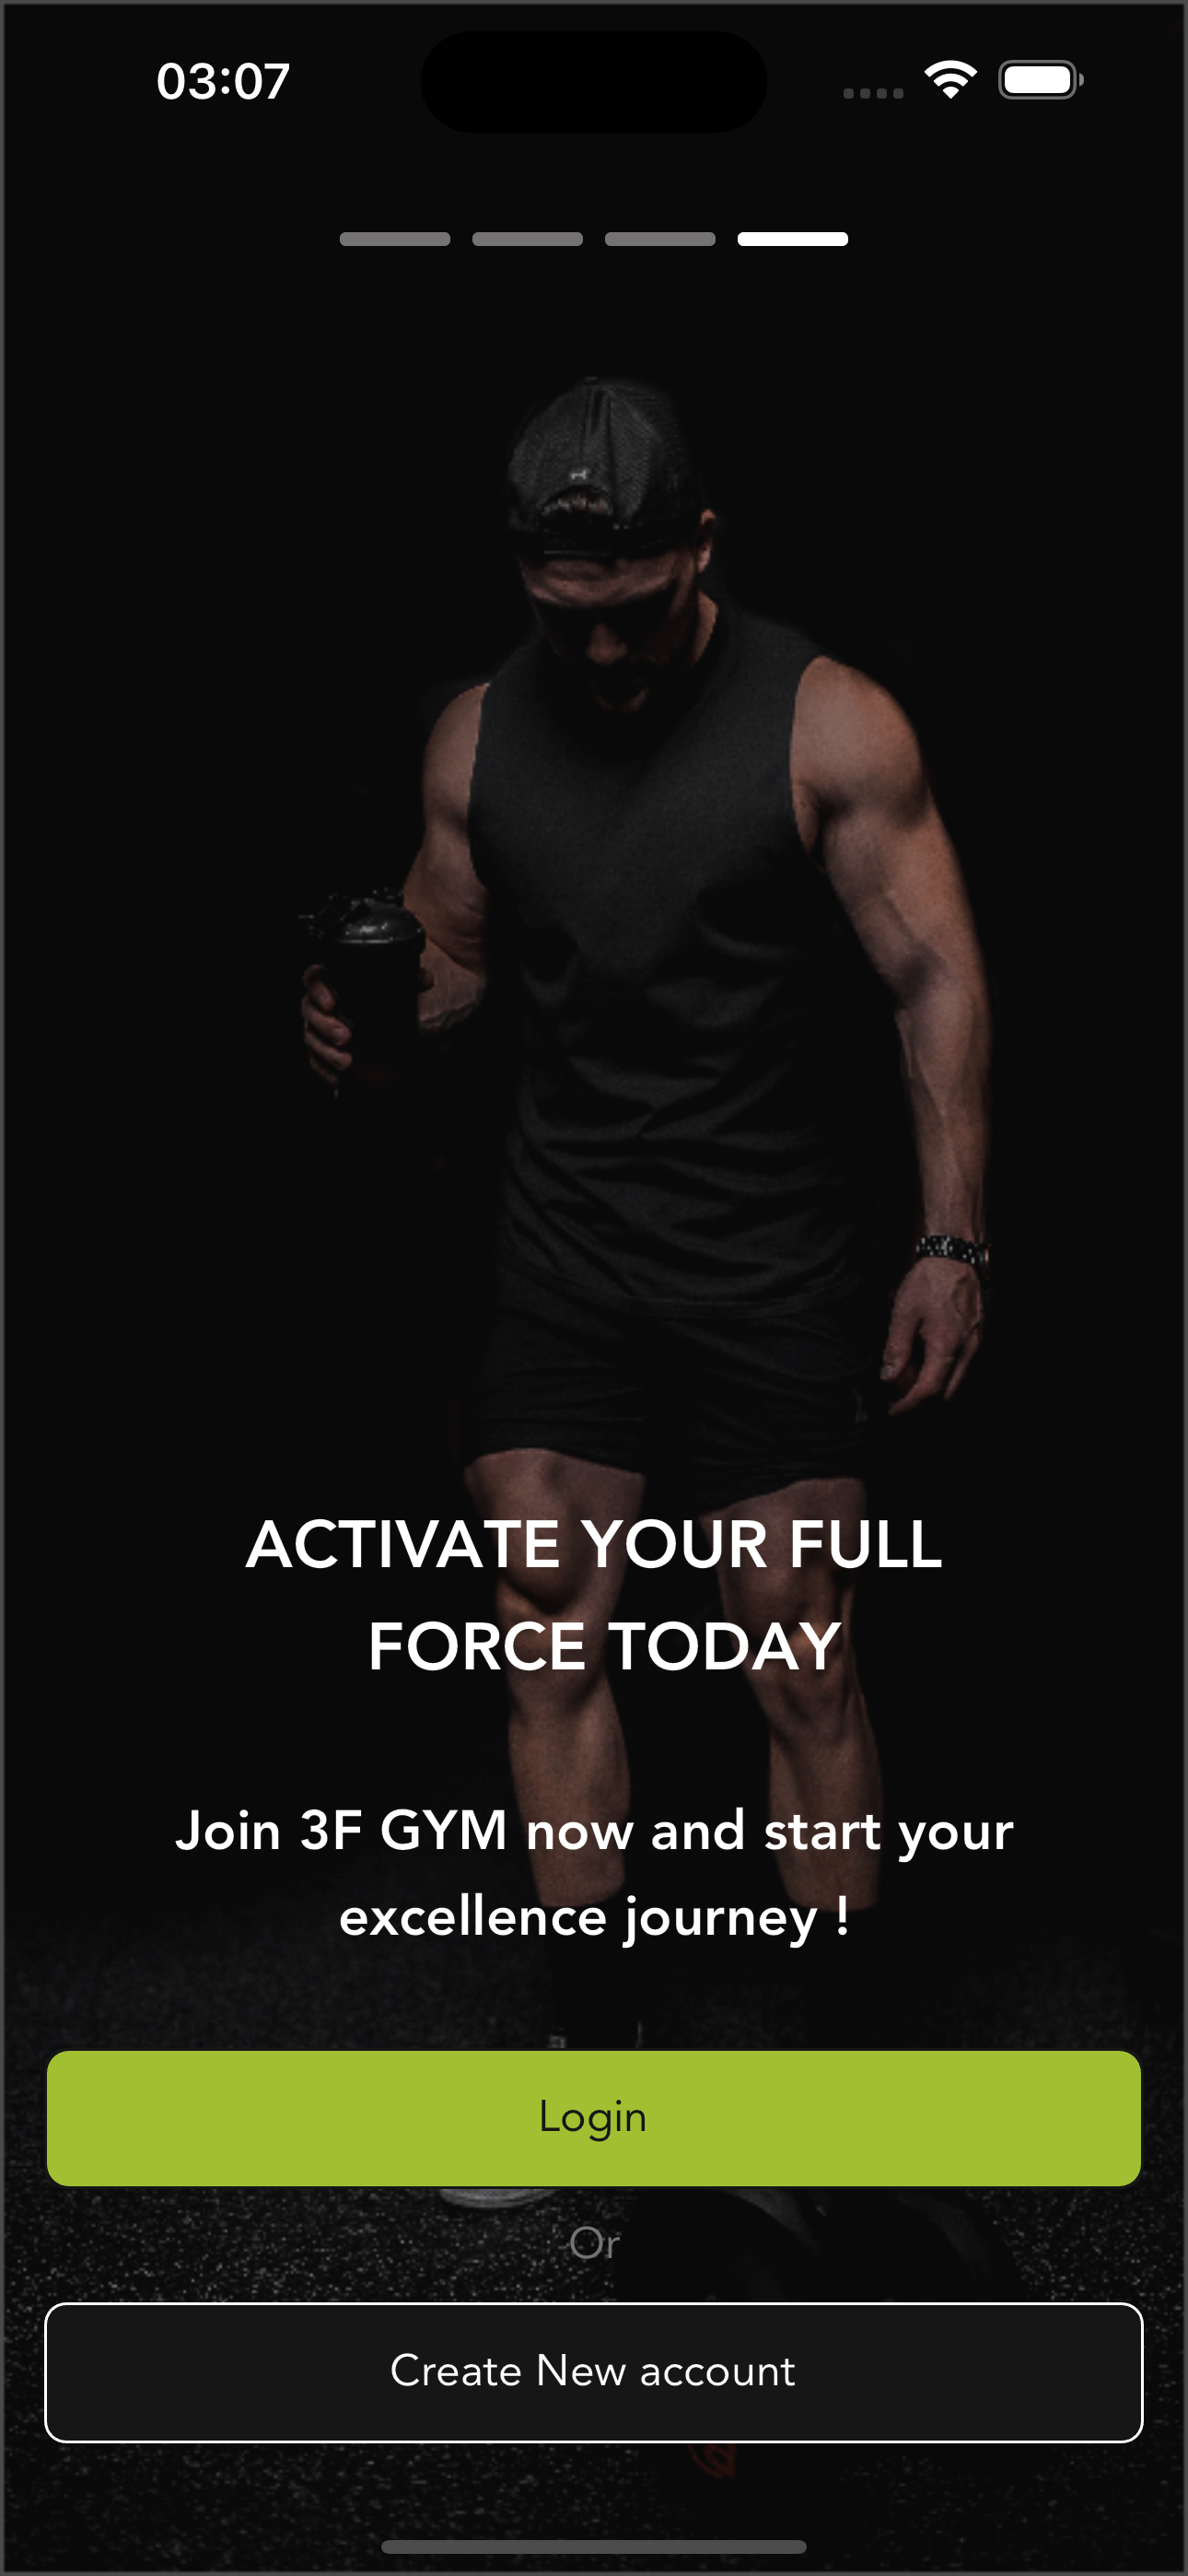 03:07
ACTIVATE YOUR FULL
FORCE TODAY
Join 3F GYM now and start your
excellence journey !
Login
Or
Create New account